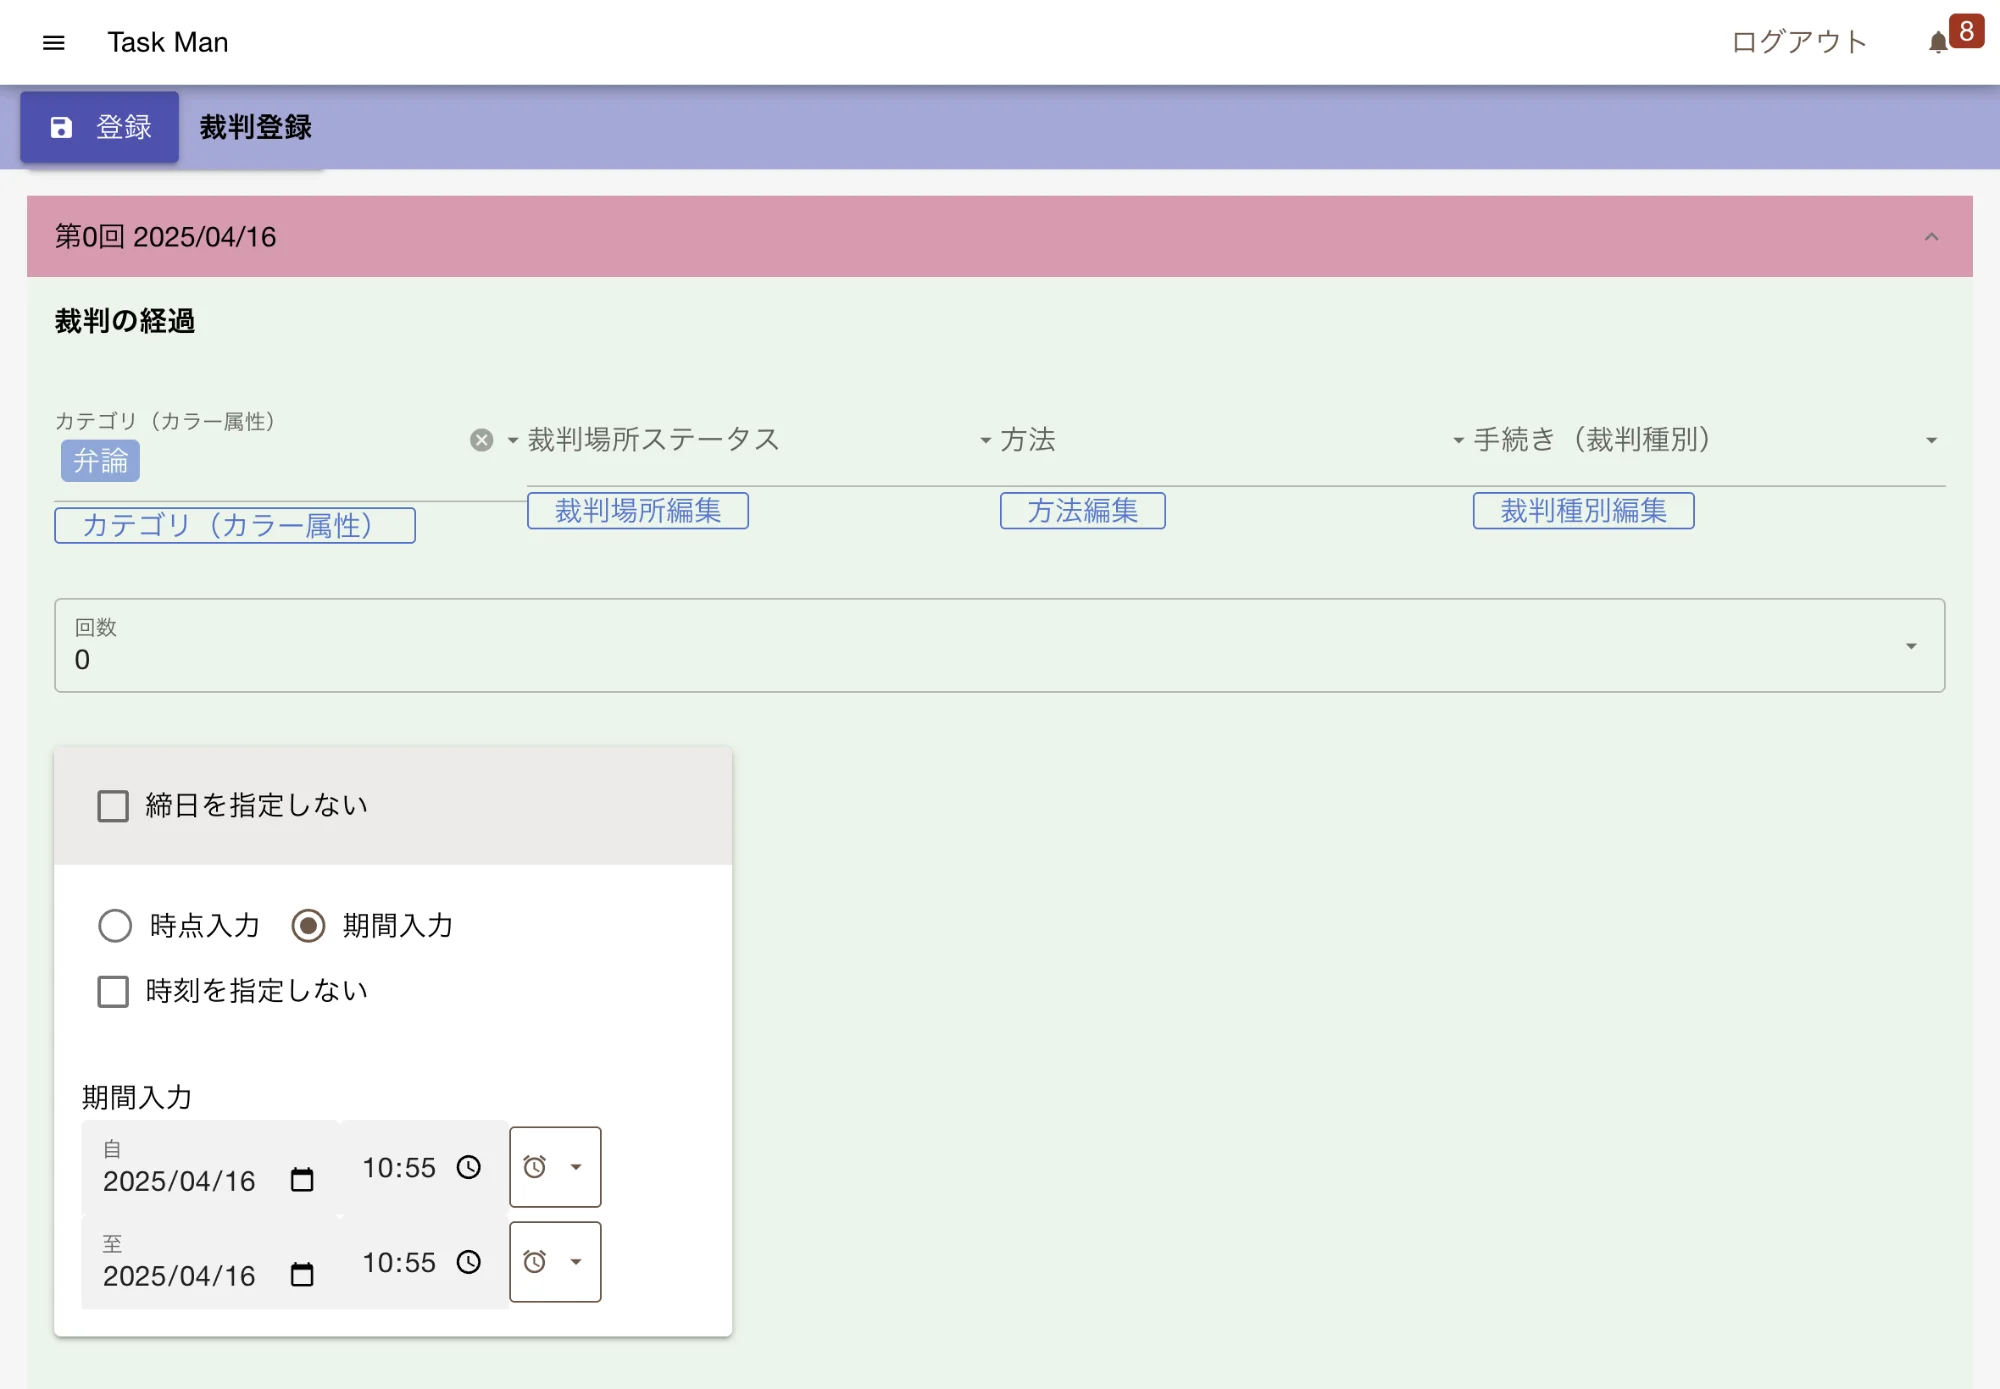 Task Man
ログアウト
8
登録
裁判登録
第0回 2025/04/16
裁判の経過
カテゴリ（カラー属性）
弁論
裁判場所ステータス
方法
手続き（裁判種別）
カテゴリ（カラー属性）
裁判場所編集
方法編集
裁判種別編集
回数
0
締日を指定しない
時点入力
期間入力
時刻を指定しない
期間入力
自
2025/04/16
10:55
至
2025/04/16
10:55